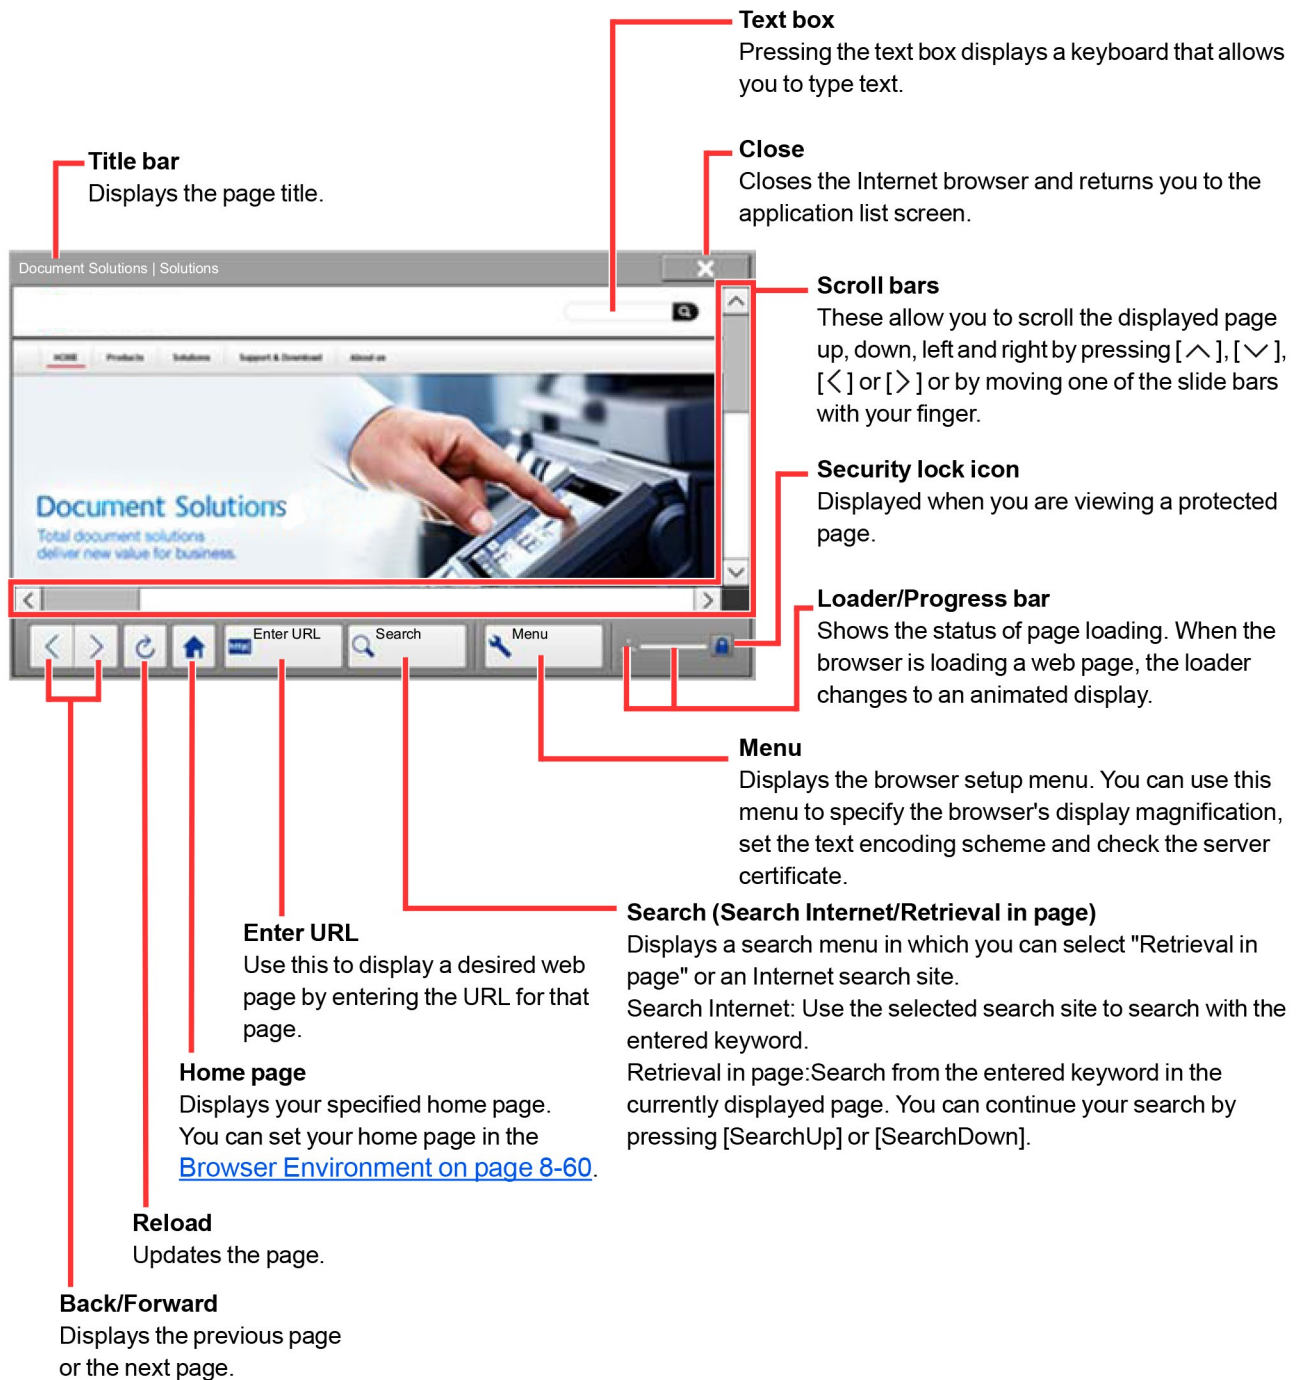 Text box
Pressing the text box displays a keyboard that allows
you to type text.
Title bar
Displays the page title.
Close
Closes the Internet browser and returns you to the
application list screen.
Document Solutions | Solutions
HOME Products Solutions Support & Download About us
Document Solutions
Total document solutions
deliver new value for business.
Scroll bars
These allow you to scroll the displayed page
up, down, left and right by pressing [ ︿ ], [ ﹀ ],
[ 〈 ] or [ 〉 ] or by moving one of the slide bars
with your finger.
Security lock icon
Displayed when you are viewing a protected
page.
Loader/Progress bar
Shows the status of page loading. When the
browser is loading a web page, the loader
changes to an animated display.
Enter URL
Search
Menu
Menu
Displays the browser setup menu. You can use this
menu to specify the browser's display magnification,
set the text encoding scheme and check the server
certificate.
Search (Search Internet/Retrieval in page)
Displays a search menu in which you can select "Retrieval in
page" or an Internet search site.
Search Internet: Use the selected search site to search with the
entered keyword.
Retrieval in page:Search from the entered keyword in the
currently displayed page. You can continue your search by
pressing [SearchUp] or [SearchDown].
Enter URL
Use this to display a desired web
page by entering the URL for that
page.
Home page
Displays your specified home page.
You can set your home page in the
Browser Environment on page 8-60.
Reload
Updates the page.
Back/Forward
Displays the previous page
or the next page.